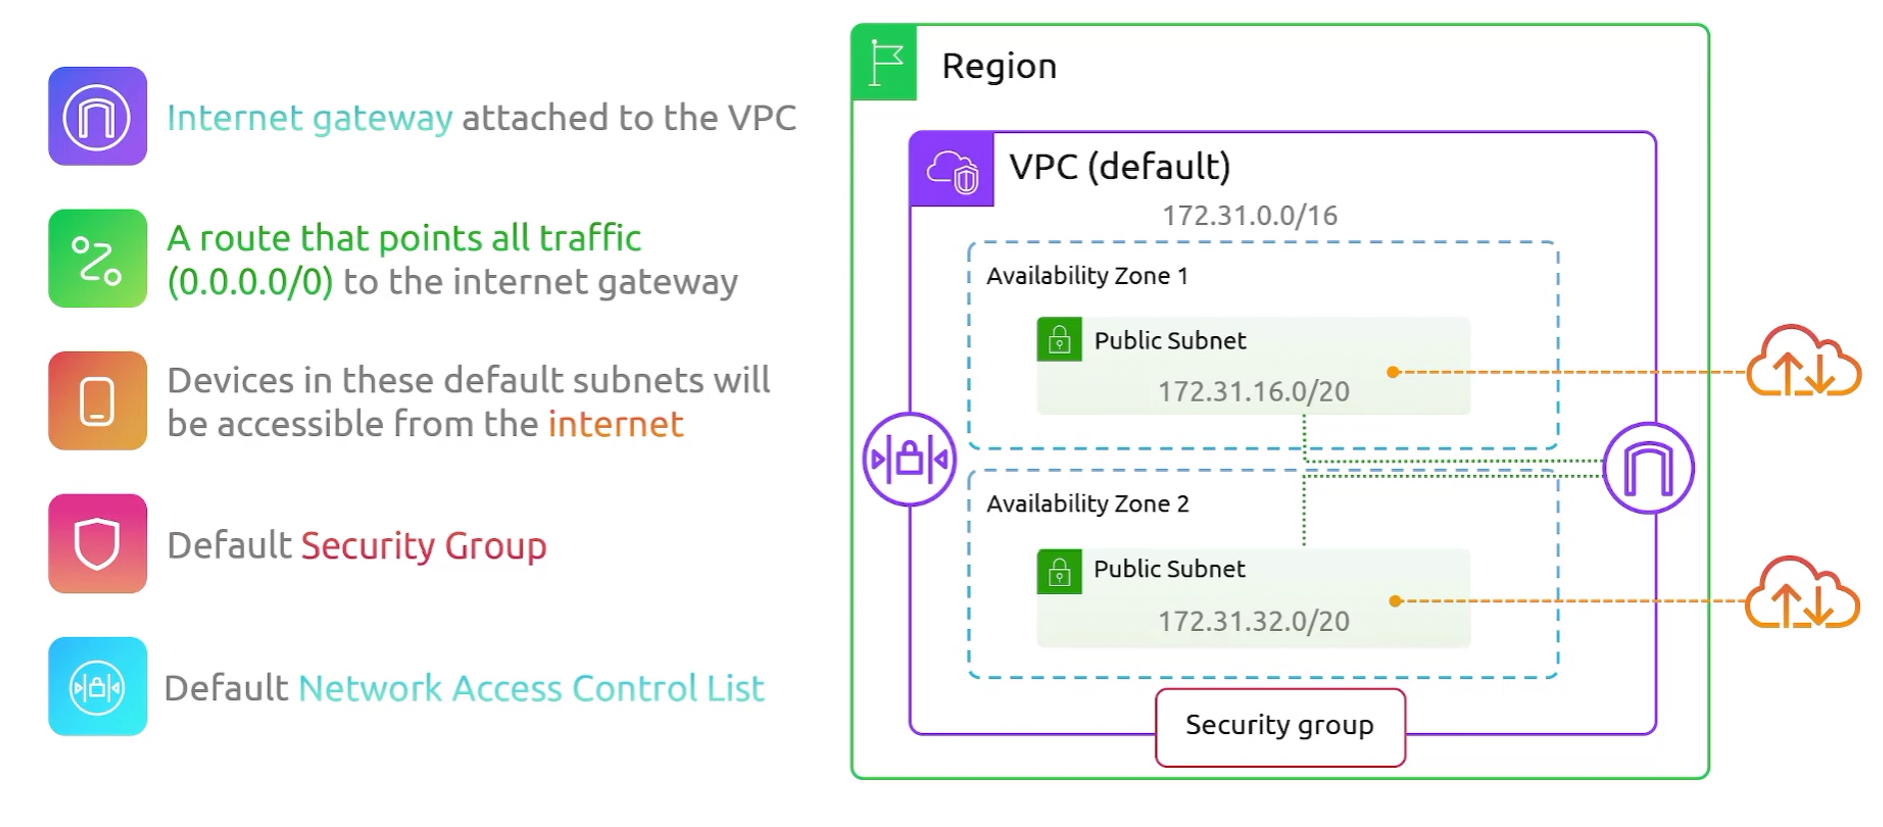 Internet gateway attached to the VPC
A route that points all traffic
(0.0.0.0/0) to the internet gateway
Devices in these default subnets will
be accessible from the internet
Default Security Group
Default Network Access Control List
Region
VPC (default)
172.31.0.0/16
Availability Zone 1
Public Subnet
172.31.16.0/20
Availability Zone 2
Public Subnet
172.31.32.0/20
Security group